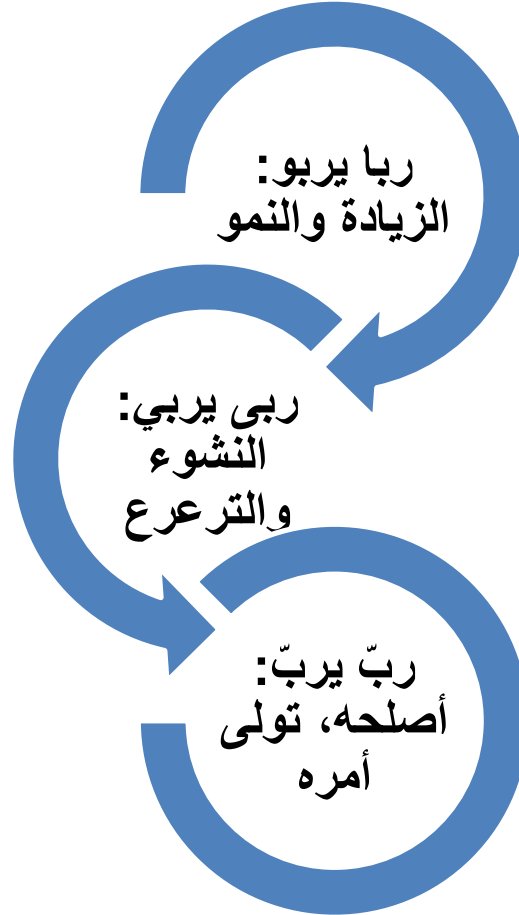 ربا يربو:
الزيادة والنمو
ربى يربي:
النشوء
والترعرع
ربّ يربّ:
أصلحه، تولى
أمره